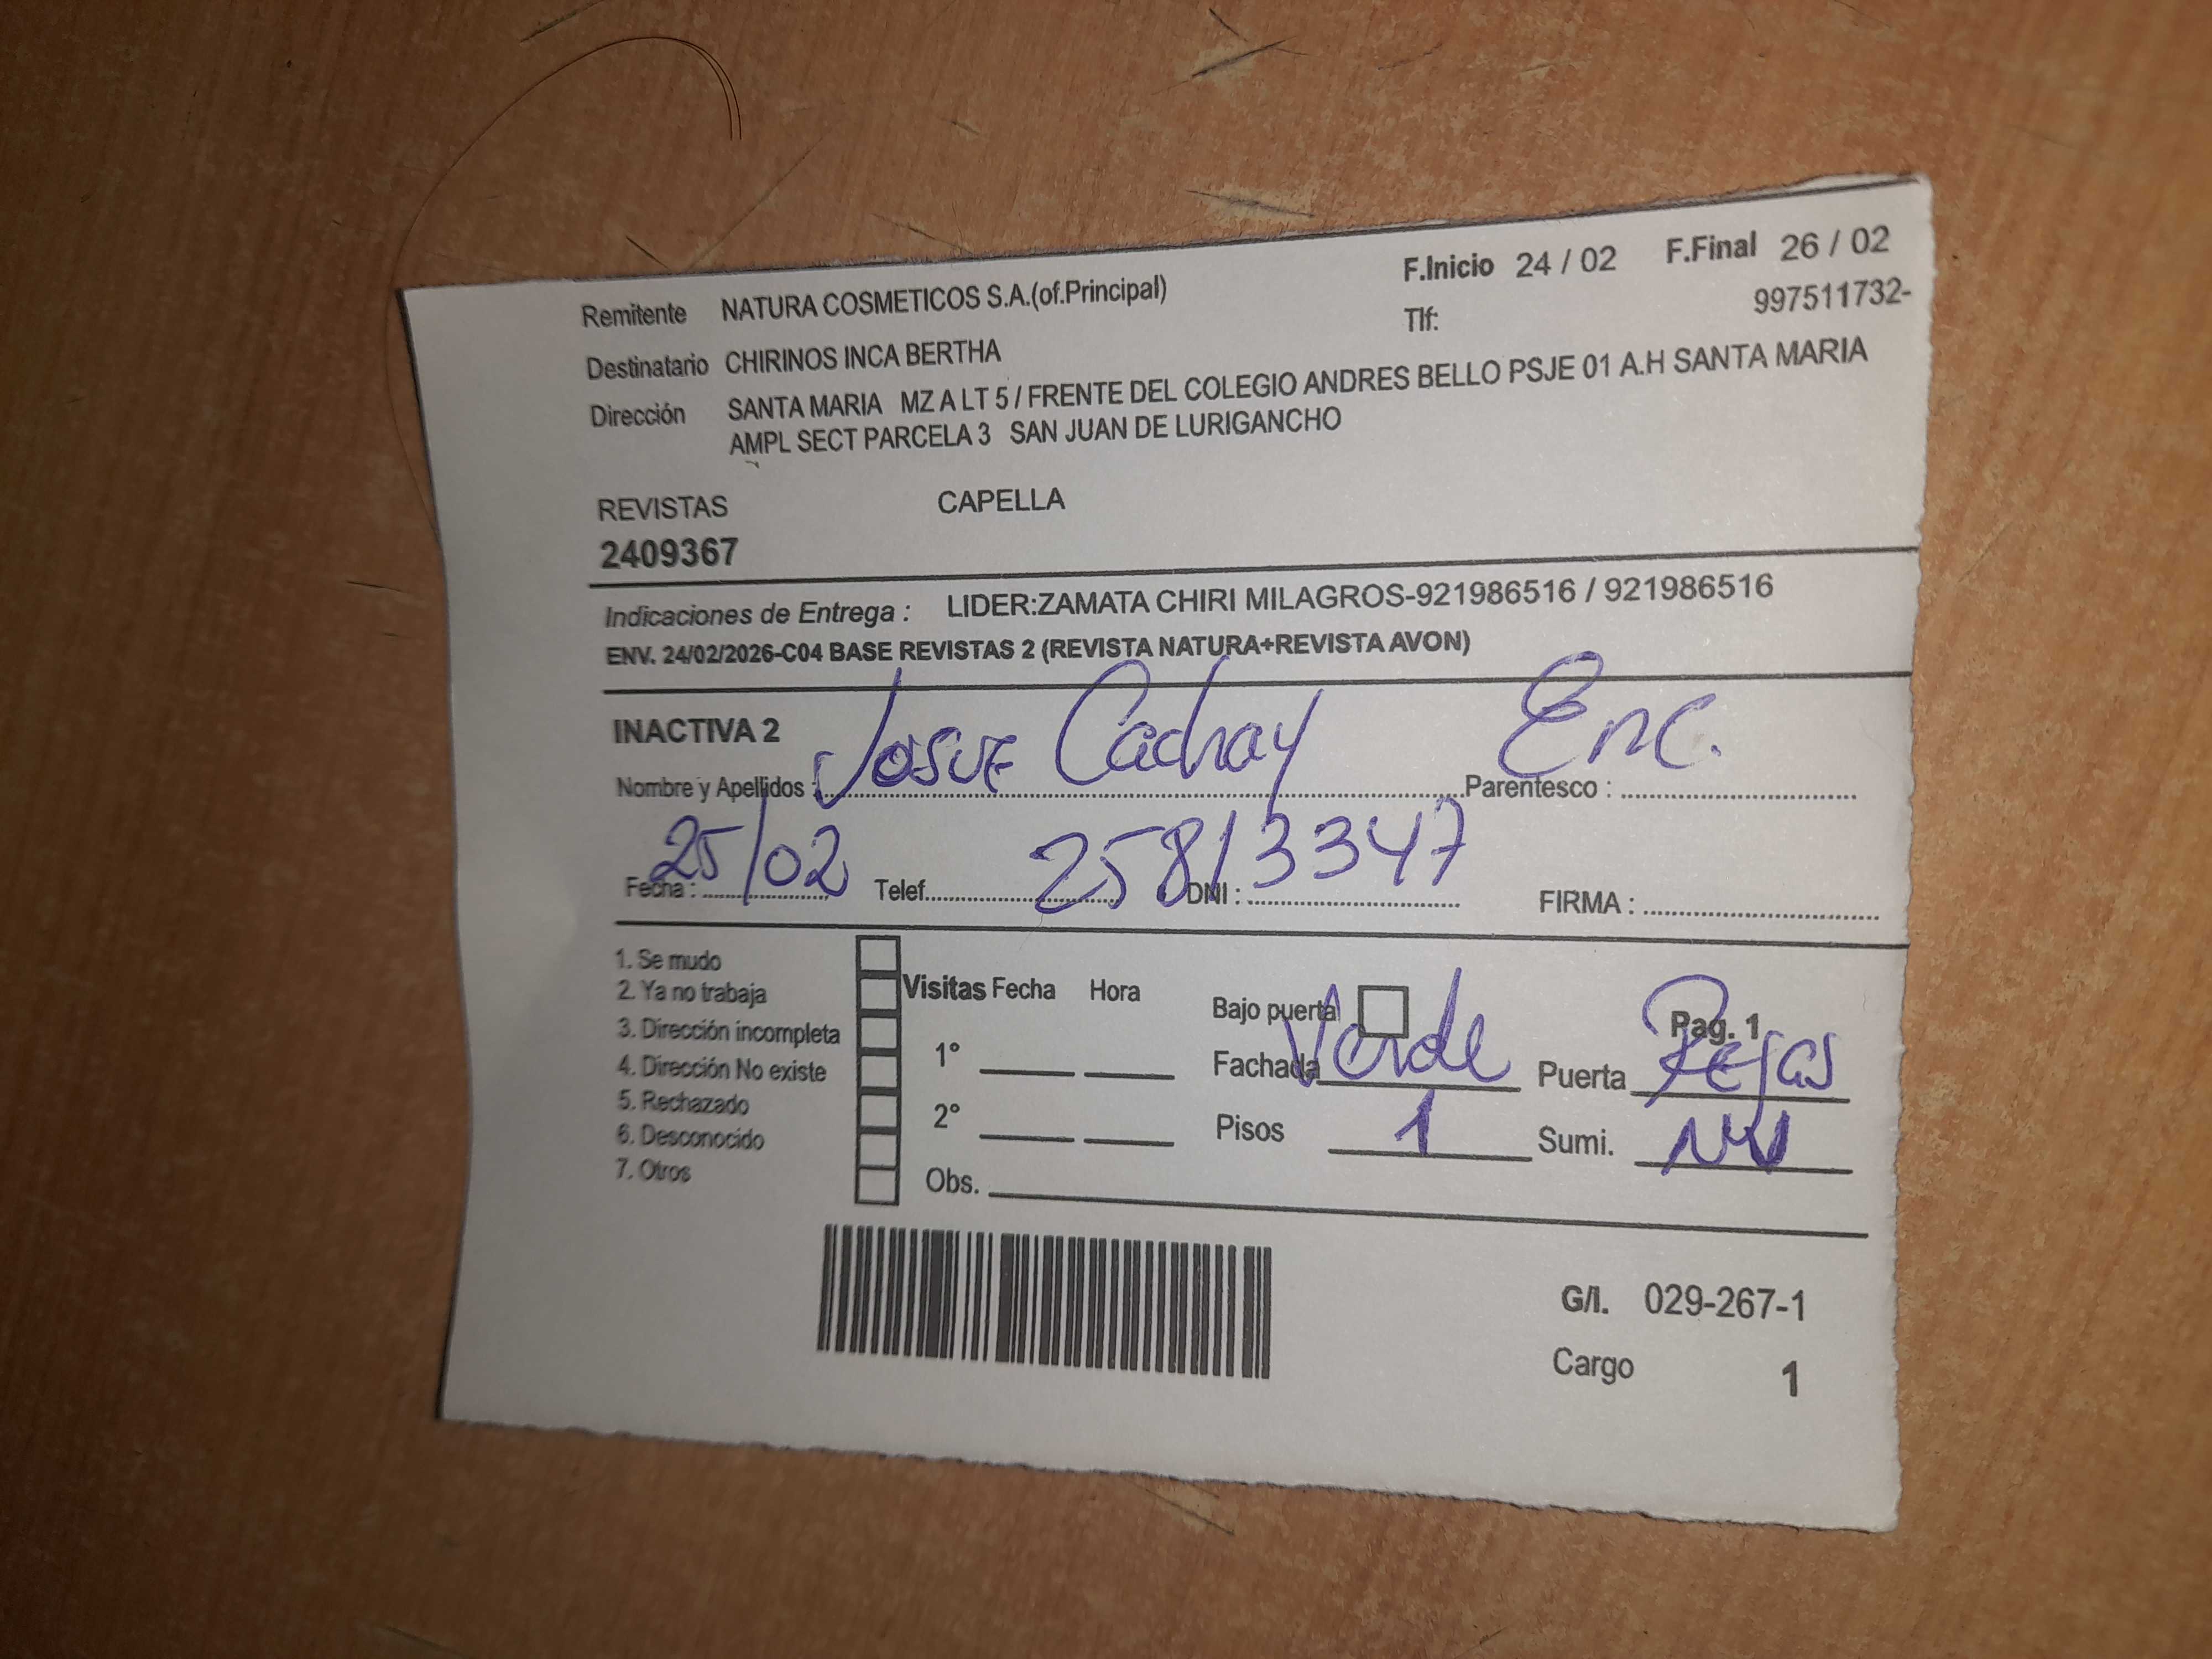 F.Inicio 24 / 02 F.Final 26 / 02
Remitente NATURA COSMETICOS S.A.(of.Principal)
Tlf: 997511732-
Destinatario CHIRINOS INCA BERTHA
Dirección SANTA MARIA MZ A LT 5 / FRENTE DEL COLEGIO ANDRES BELLO PSJE 01 A.H SANTA MARIA
AMPL SECT PARCELA 3 SAN JUAN DE LURIGANCHO
REVISTAS CAPELLA
2409367
Indicaciones de Entrega : LIDER:ZAMATA CHIRI MILAGROS-921986516 / 921986516
ENV. 24/02/2026-C04 BASE REVISTAS 2 (REVISTA NATURA+REVISTA AVON)
INACTIVA 2
Nombre y Apellidos : Josue Cachay Parentesco : Enc.
Fecha : 25/02 Telef. DNI : 25813347 FIRMA :
1. Se mudo
2. Ya no trabaja
3. Dirección incompleta
4. Dirección No existe
5. Rechazado
6. Desconocido
7. Otros
Visitas Fecha Hora
1°
2°
Obs.
Bajo puerta Pag. 1
Fachada Verde Puerta Rejas
Pisos 1 Sumi.
G/I. 029-267-1
Cargo 1